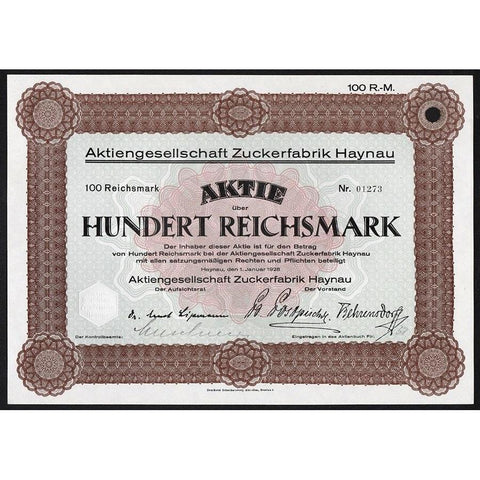 100 R.-M.
Aktiengesellschaft Zuckerfabrik Haynau
100 Reichsmark AKTIE Nr. 01273
über
HUNDERT REICHSMARK
Der Inhaber dieser Aktie ist für den Betrag
von Hundert Reichsmark bei der Aktiengesellschaft Zuckerfabrik Haynau
mit allen satzungsmäßigen Rechten und Pflichten beteiligt
Haynau, den 1. Januar 1928
Aktiengesellschaft Zuckerfabrik Haynau
Der Aufsichtsrat Der Vorstand
Behrensdorff
Der Kontrollbeamte: Eingetragen in das Aktienbuch Fol.